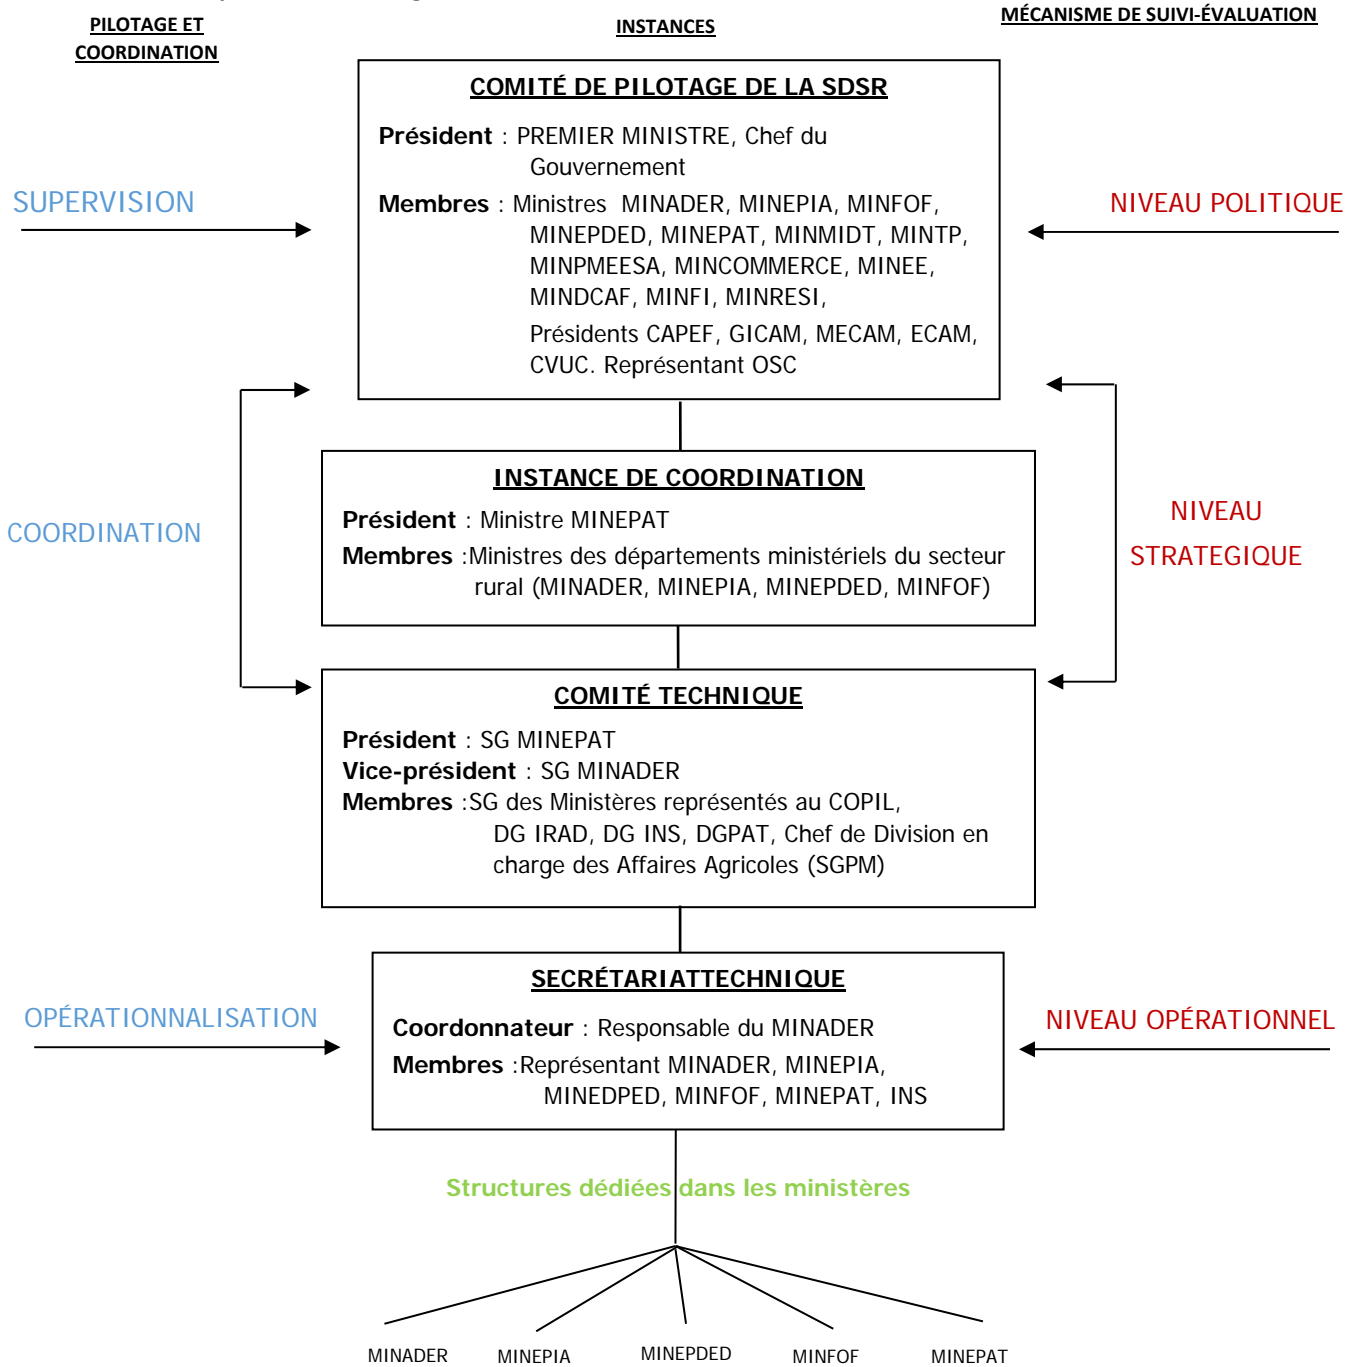 PILOTAGE ET
COORDINATION
INSTANCES
MÉCANISME DE SUIVI-ÉVALUATION
COMITÉ DE PILOTAGE DE LA SDSR
Président : PREMIER MINISTRE, Chef du
Gouvernement
Membres : Ministres MINADER, MINEPIA, MINFOF,
MINEPDED, MINEPAT, MINMIDT, MINTP,
MINPMEESA, MINCOMMERCE, MINEE,
MINDCAF, MINFI, MINRESI,
Présidents CAPEF, GICAM, MECAM, ECAM,
CVUC. Représentant OSC
SUPERVISION
NIVEAU POLITIQUE
INSTANCE DE COORDINATION
Président : Ministre MINEPAT
Membres :Ministres des départements ministériels du secteur
rural (MINADER, MINEPIA, MINEPDED, MINFOF)
COORDINATION
NIVEAU
STRATEGIQUE
COMITÉ TECHNIQUE
Président : SG MINEPAT
Vice-président : SG MINADER
Membres :SG des Ministères représentés au COPIL,
DG IRAD, DG INS, DGPAT, Chef de Division en
charge des Affaires Agricoles (SGPM)
SECRÉTARIATTECHNIQUE
Coordonnateur : Responsable du MINADER
Membres :Représentant MINADER, MINEPIA,
MINEDPED, MINFOF, MINEPAT, INS
OPÉRATIONNALISATION
NIVEAU OPÉRATIONNEL
Structures dédiées dans les ministères
MINADER MINEPIA MINEPDED MINFOF MINEPAT